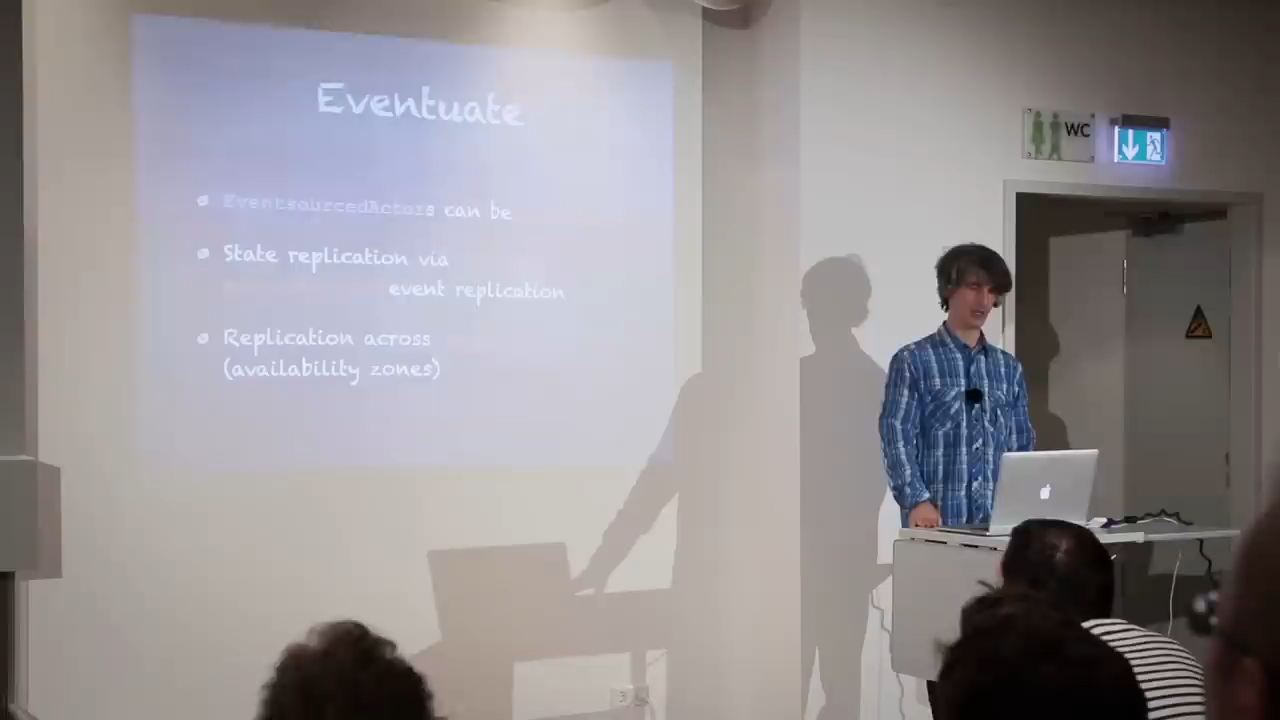 Eventuate
EventsourcedActors can be
State replication via
event replication
Replication across
(availability zones)
WC